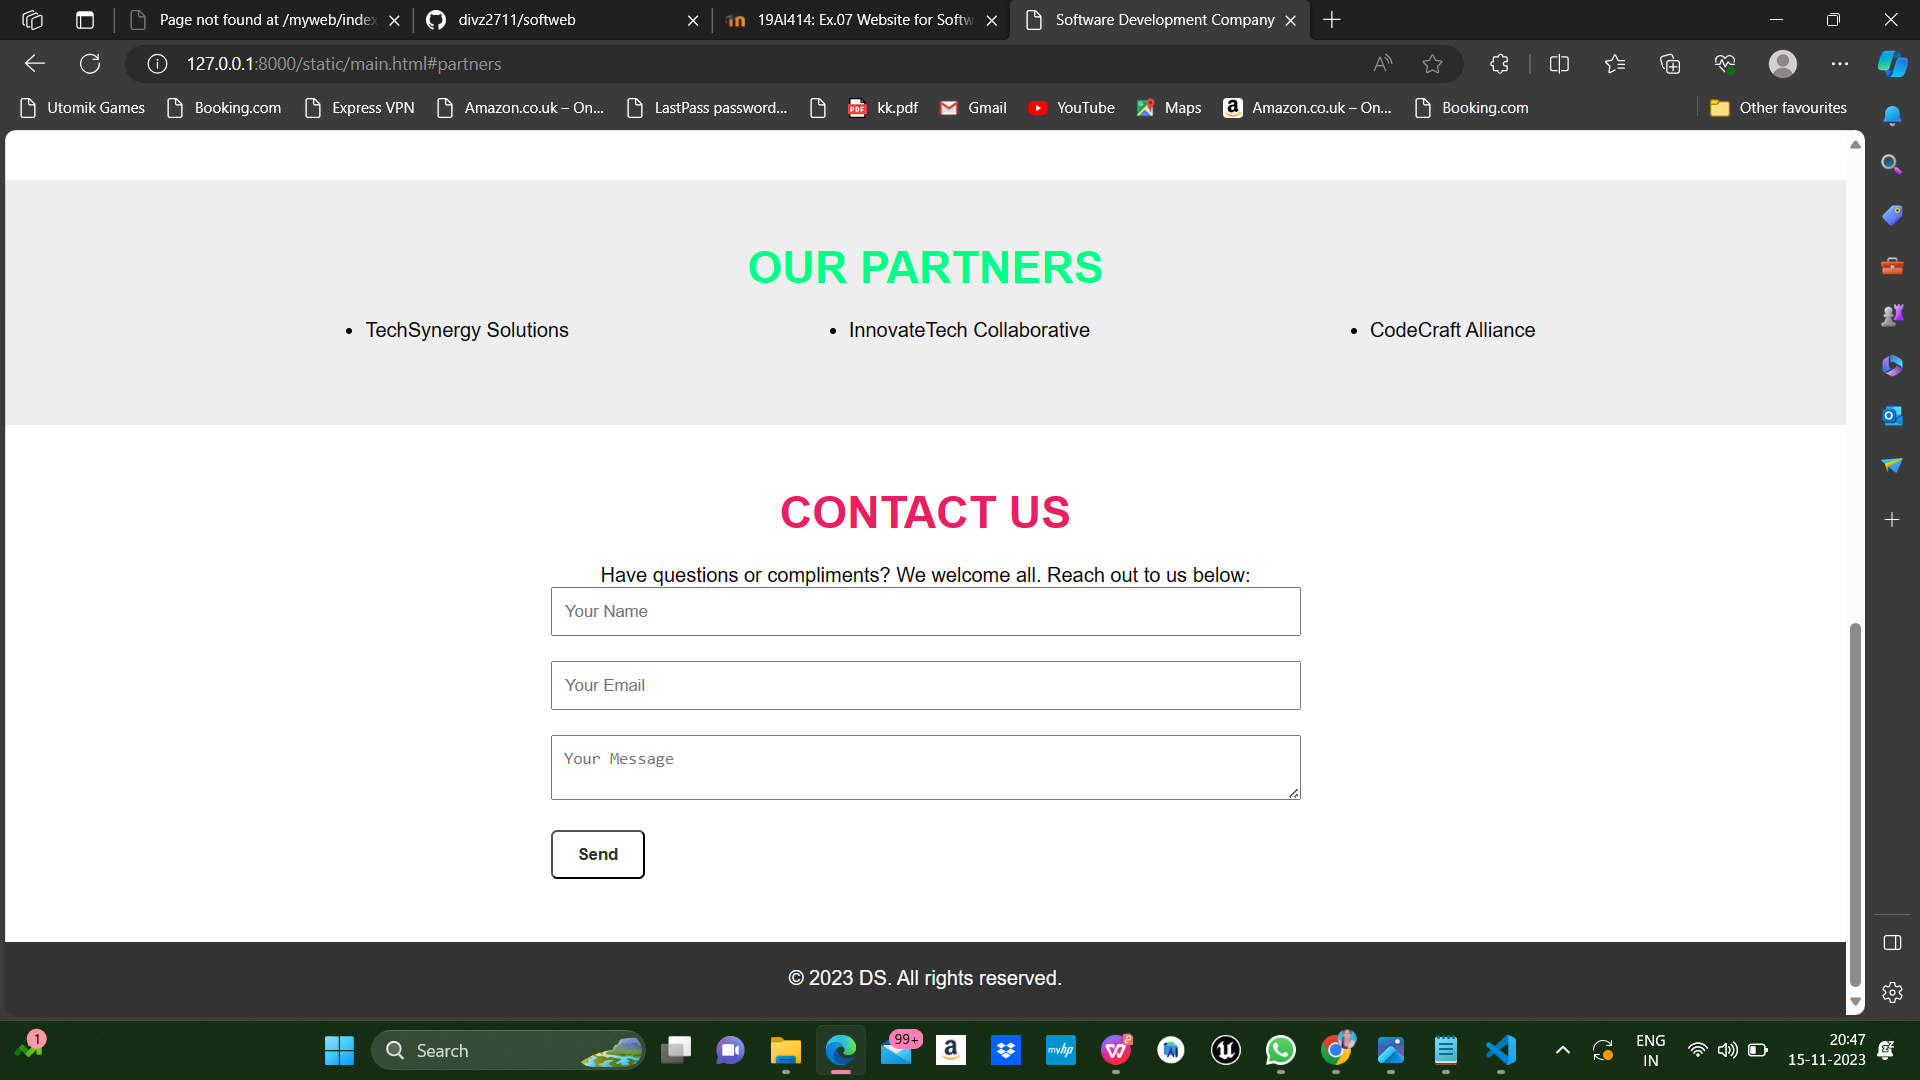 Page not found at /myweb/index
divz2711/softweb
19AI414: Ex.07 Website for Softw
Software Development Company
127.0.0.1:8000/static/main.html#partners
Utomik Games
Booking.com
Express VPN
Amazon.co.uk – On...
LastPass password...
kk.pdf
Gmail
YouTube
Maps
Amazon.co.uk – On...
Booking.com
Other favourites
OUR PARTNERS
• TechSynergy Solutions
• InnovateTech Collaborative
• CodeCraft Alliance
CONTACT US
Have questions or compliments? We welcome all. Reach out to us below:
Your Name
Your Email
Your Message
Send
© 2023 DS. All rights reserved.
1
Search
99+
myhp
ENG
IN
20:47
15-11-2023